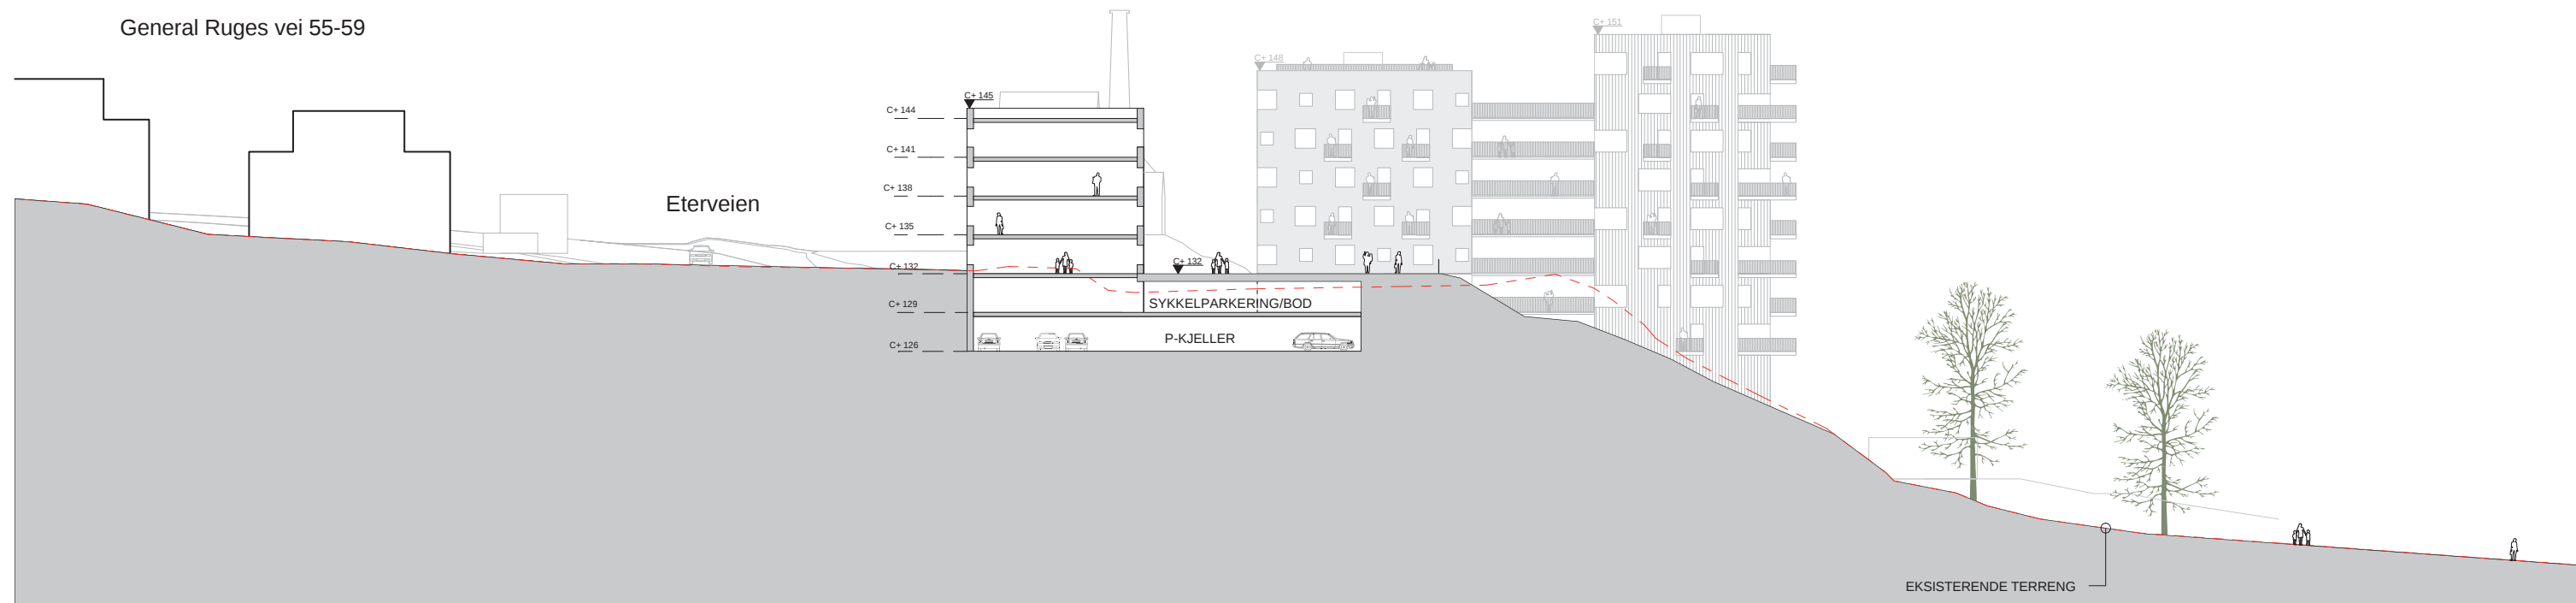 General Ruges vei 55-59
C+ 151
C+ 148
C+ 145
C+ 144
C+ 141
C+ 138
Eterveien
C+ 135
C+ 132
C+ 132
C+ 129
SYKKELPARKERING/BOD
P-KJELLER
C+ 126
EKSISTERENDE TERRENG